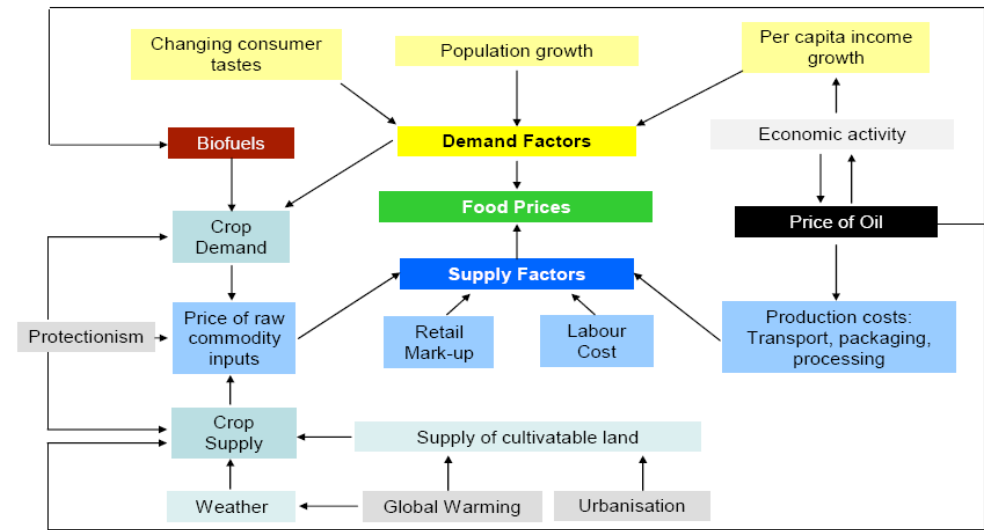 Changing consumer
tastes
Population growth
Per capita income
growth
Biofuels
Demand Factors
Economic activity
Crop
Demand
Food Prices
Price of Oil
Supply Factors
Protectionism
Price of raw
commodity
inputs
Retail
Mark-up
Labour
Cost
Production costs:
Transport, packaging,
processing
Crop
Supply
Supply of cultivatable land
Weather
Global Warming
Urbanisation